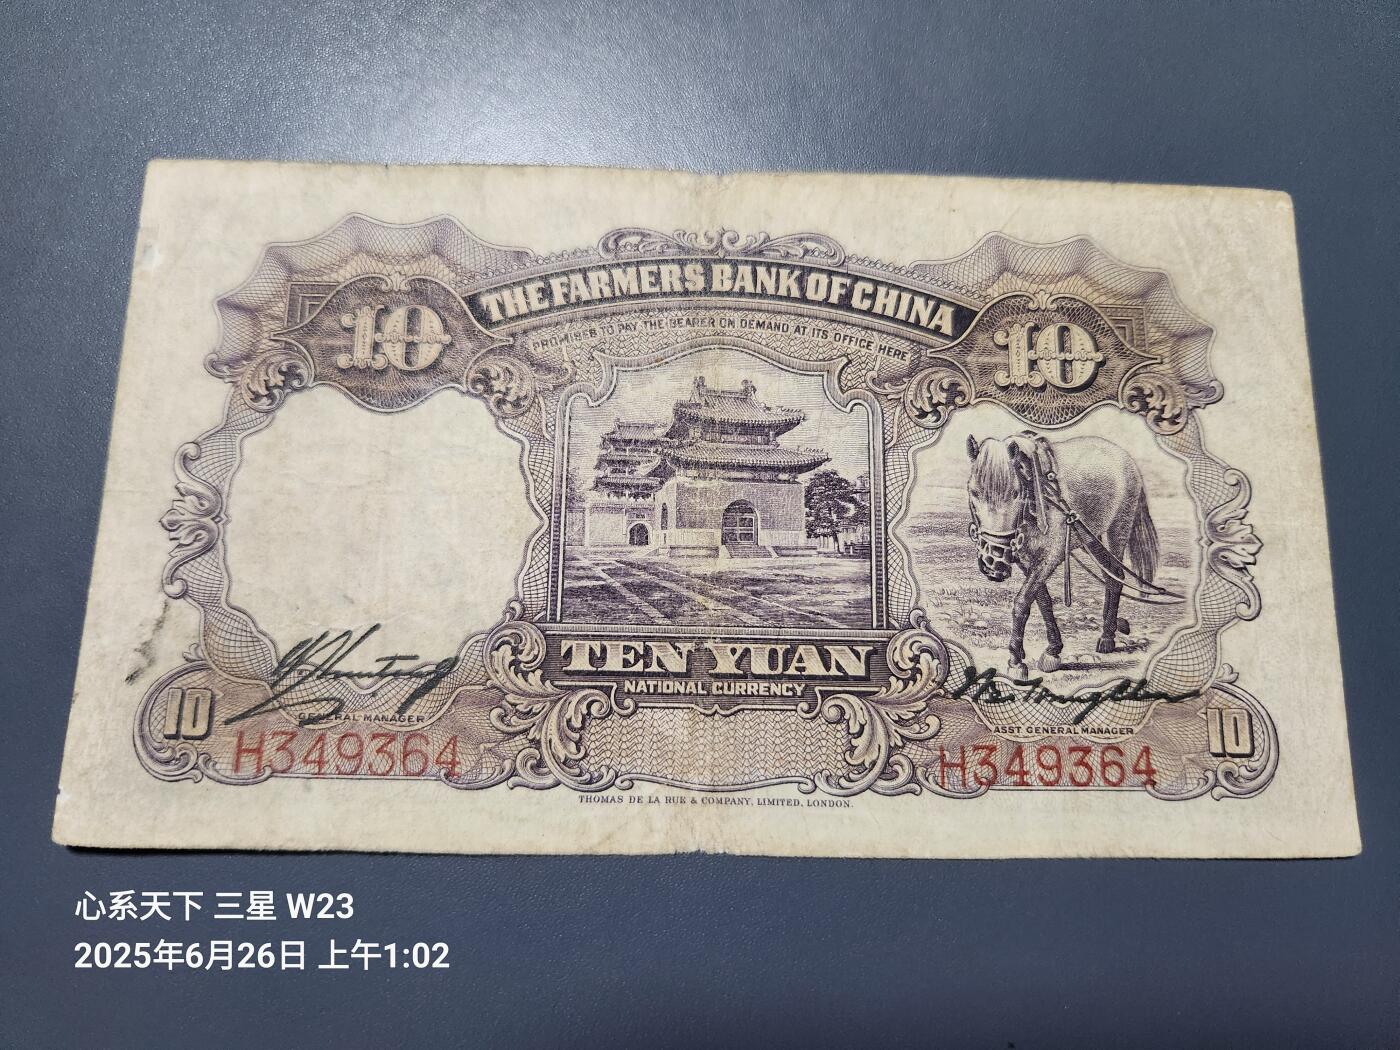 THE FARMERS BANK OF CHINA
PROMISES TO PAY THE BEARER ON DEMAND AT ITS OFFICE HERE
10
10
TEN YUAN
NATIONAL CURRENCY
10
10
GENERAL MANAGER
ASST GENERAL MANAGER
H349364
H349364
THOMAS DE LA RUE & COMPANY, LIMITED, LONDON.
心系天下 三星 W23
2025年6月26日 上午1:02